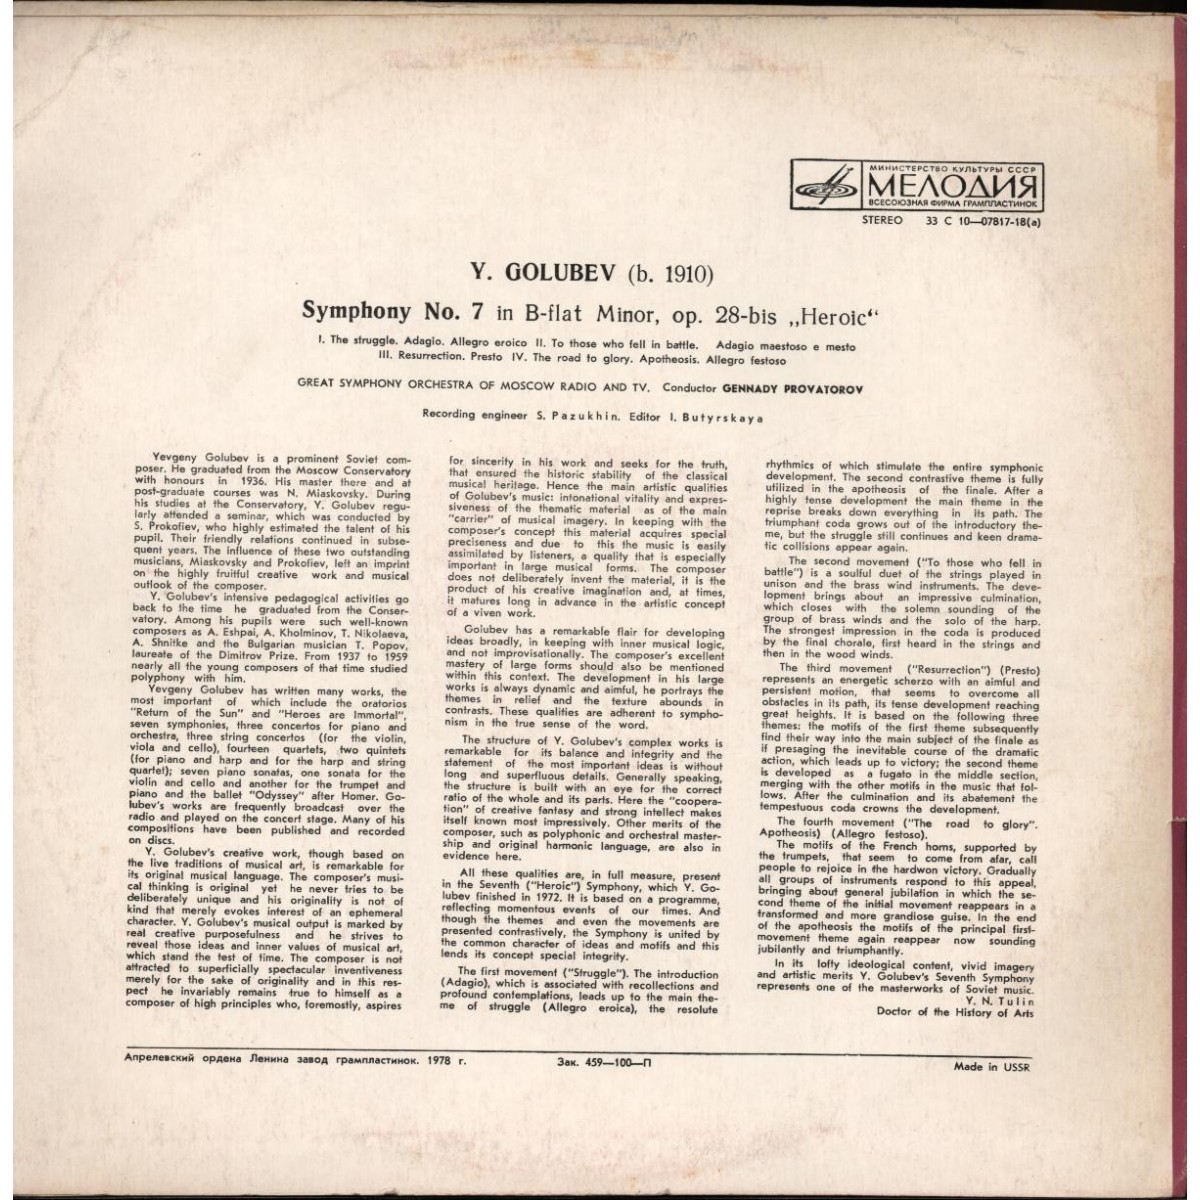 МИНИСТЕРСТВО КУЛЬТУРЫ СССР
МЕЛОДИЯ
ВСЕСОЮЗНАЯ ФИРМА ГРАМПЛАСТИНОК
STEREO 33 С 10—07817-18(a)
Y. GOLUBEV (b. 1910)
Symphony No. 7 in B-flat Minor, op. 28-bis „Heroic“
I. The struggle. Adagio. Allegro eroico II. To those who fell in battle. Adagio maestoso e mesto
III. Resurrection. Presto IV. The road to glory. Apotheosis. Allegro festoso
GREAT SYMPHONY ORCHESTRA OF MOSCOW RADIO AND TV. Conductor GENNADY PROVATOROV
Recording engineer S. Pazukhin. Editor I. Butyrskaya
Yevgeny Golubev is a prominent Soviet com-
poser. He graduated from the Moscow Conservatory
with honours in 1936. His master there and at
post-graduate courses was N. Miaskovsky. During
his studies at the Conservatory, Y. Golubev regu-
larly attended a seminar, which was conducted by
S. Prokofiev, who highly estimated the talent of his
pupil. Their friendly relations continued in subse-
quent years. The influence of these two outstanding
musicians, Miaskovsky and Prokofiev, left an imprint
on the highly fruitful creative work and musical
outlook of the composer.
Y. Golubev's intensive pedagogical activities go
back to the time he graduated from the Conser-
vatory. Among his pupils were such well-known
composers as A. Eshpai, A. Kholminov, T. Nikolaeva,
A. Shnitke and the Bulgarian musician T. Popov,
laureate of the Dimitrov Prize. From 1937 to 1959
nearly all the young composers of that time studied
polyphony with him.
Yevgeny Golubev has written many works, the
most important of which include the oratorios
"Return of the Sun" and "Heroes are Immortal",
seven symphonies, three concertos for piano and
orchestra, three string concertos (for the violin,
viola and cello), fourteen quartets, two quintets
(for piano and harp and for the harp and string
quartet); seven piano sonatas, one sonata for the
violin and cello and another for the trumpet and
piano and the ballet "Odyssey" after Homer. Go-
lubev's works are frequently broadcast over the
radio and played on the concert stage. Many of his
compositions have been published and recorded
on discs.
Y. Golubev's creative work, though based on
the live traditions of musical art, is remarkable for
its original musical language. The composer's musi-
cal thinking is original yet he never tries to be
deliberately unique and his originality is not of
kind that merely evokes interest of an ephemeral
character. Y. Golubev's musical output is marked by
real creative purposefulness and he strives to
reveal those ideas and inner values of musical art,
which stand the test of time. The composer is not
attracted to superficially spectacular inventiveness
merely for the sake of originality and in this res-
pect he invariably remains true to himself as a
composer of high principles who, foremostly, aspires
for sincerity in his work and seeks for the truth,
that ensured the historic stability of the classical
musical heritage. Hence the main artistic qualities
of Golubev's music: intonational vitality and expres-
siveness of the thematic material as of the main
"carrier" of musical imagery. In keeping with the
composer's concept this material acquires special
preciseness and due to this the music is easily
assimilated by listeners, a quality that is especially
important in large musical forms. The composer
does not deliberately invent the material, it is the
product of his creative imagination and, at times,
it matures long in advance in the artistic concept
of a viven work.
Golubev has a remarkable flair for developing
ideas broadly, in keeping with inner musical logic,
and not improvisationally. The composer's excellent
mastery of large forms should also be mentioned
within this context. The development in his large
works is always dynamic and aimful, he portrays the
themes in relief and the texture abounds in
contrasts. These qualities are adherent to sympho-
nism in the true sense of the word.
The structure of Y. Golubev's complex works is
remarkable for its balance and integrity and the
statement of the most important ideas is without
long and superfluous details. Generally speaking,
the structure is built with an eye for the correct
ratio of the whole and its parts. Here the "coopera-
tion" of creative fantasy and strong intellect makes
itself known most impressively. Other merits of the
composer, such as polyphonic and orchestral master-
ship and original harmonic language, are also in
evidence here.
All these qualities are, in full measure, present
in the Seventh ("Heroic") Symphony, which Y. Go-
lubev finished in 1972. It is based on a programme,
reflecting momentous events of our times. And
though the themes and even the movements are
presented contrastively, the Symphony is united by
the common character of ideas and motifs and this
lends its concept special integrity.
The first movement ("Struggle"). The introduction
(Adagio), which is associated with recollections and
profound contemplations, leads up to the main the-
me of struggle (Allegro eroica), the resolute
rhythmics of which stimulate the entire symphonic
development. The second contrastive theme is fully
utilized in the apotheosis of the finale. After a
highly tense development the main theme in the
reprise breaks down everything in its path. The
triumphant coda grows out of the introductory the-
me, but the struggle still continues and keen drama-
tic collisions appear again.
The second movement ("To those who fell in
battle") is a soulful duet of the strings played in
unison and the brass wind instruments. The deve-
lopment brings about an impressive culmination,
which closes with the solemn sounding of the
group of brass winds and the solo of the harp.
The strongest impression in the coda is produced
by the final chorale, first heard in the strings and
then in the wood winds.
The third movement ("Resurrection") (Presto)
represents an energetic scherzo with an aimful and
persistent motion, that seems to overcome all
obstacles in its path, its tense development reaching
great heights. It is based on the following three
themes: the motifs of the first theme subsequently
find their way into the main subject of the finale as
if presaging the inevitable course of the dramatic
action, which leads up to victory; the second theme
is developed as a fugato in the middle section,
merging with the other motifs in the music that fol-
lows. After the culmination and its abatement the
tempestuous coda crowns the development.
The fourth movement ("The road to glory".
Apotheosis) (Allegro festoso).
The motifs of the French horns, supported by
the trumpets, that seem to come from afar, call
people to rejoice in the hardwon victory. Gradually
all groups of instruments respond to this appeal,
bringing about general jubilation in which the se-
cond theme of the initial movement reappears in a
transformed and more grandiose guise. In the end
of the apotheosis the motifs of the principal first-
movement theme again reappear now sounding
jubilantly and triumphantly.
In its lofty ideological content, vivid imagery
and artistic merits Y. Golubev's Seventh Symphony
represents one of the masterworks of Soviet music.
Y. N. Tulin
Doctor of the History of Arts
Апрелевский ордена Ленина завод грампластинок. 1978 г. Зак. 459—100—П Made in USSR